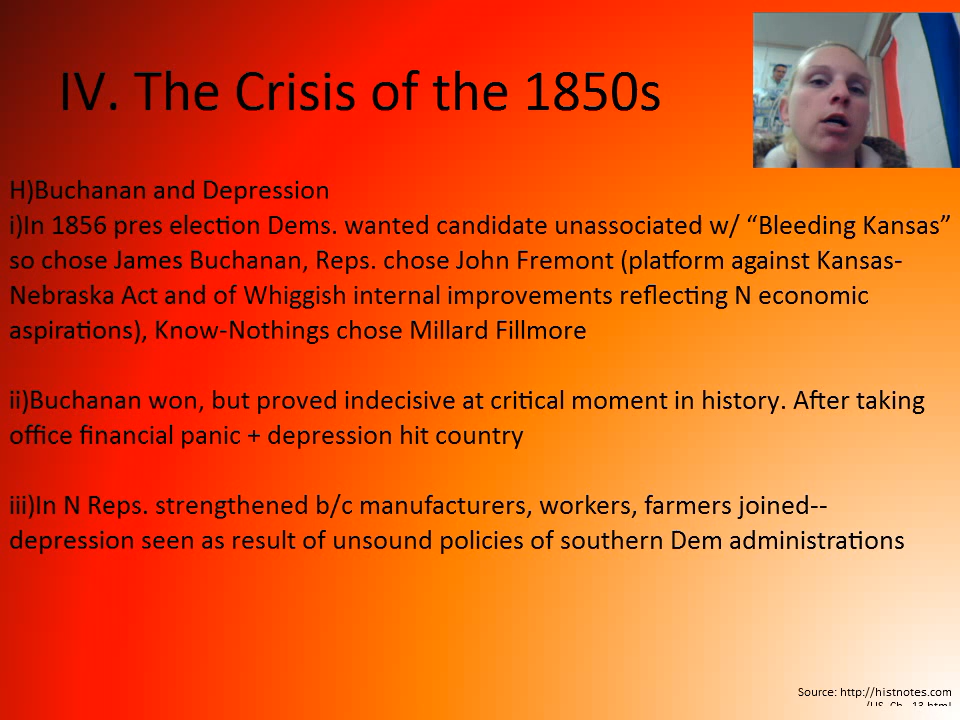 IV. The Crisis of the 1850s
H)Buchanan and Depression
i)In 1856 pres election Dems. wanted candidate unassociated w/ “Bleeding Kansas”
so chose James Buchanan, Reps. chose John Fremont (platform against Kansas-
Nebraska Act and of Whiggish internal improvements reflecting N economic
aspirations), Know-Nothings chose Millard Fillmore
ii)Buchanan won, but proved indecisive at critical moment in history. After taking
office financial panic + depression hit country
iii)In N Reps. strengthened b/c manufacturers, workers, farmers joined--
depression seen as result of unsound policies of southern Dem administrations
Source: http://histnotes.com